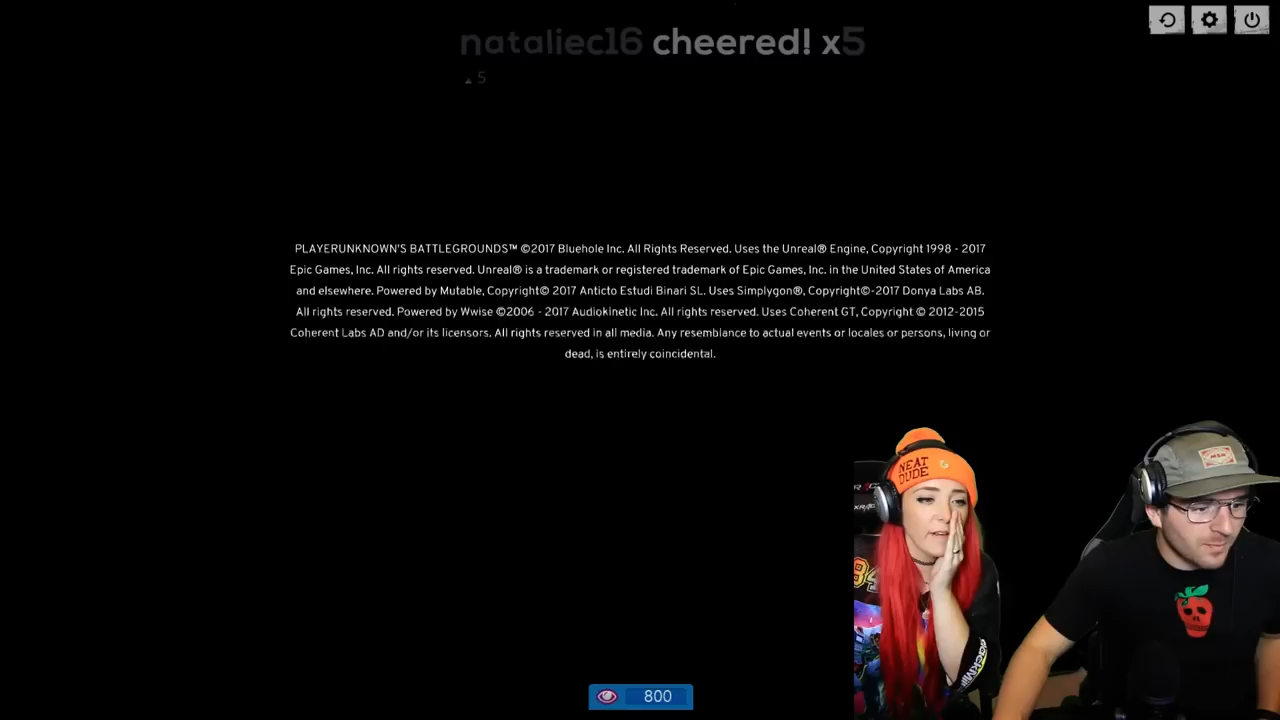 nataliec16 cheered! x5
5
PLAYERUNKNOWN'S BATTLEGROUNDS™ ©2017 Bluehole Inc. All Rights Reserved. Uses the Unreal® Engine, Copyright 1998 - 2017
Epic Games, Inc. All rights reserved. Unreal® is a trademark or registered trademark of Epic Games, Inc. in the United States of America
and elsewhere. Powered by Mutable, Copyright© 2017 Anticto Estudi Binari SL. Uses Simplygon®, Copyright©-2017 Donya Labs AB.
All rights reserved. Powered by Wwise ©2006 - 2017 Audiokinetic Inc. All rights reserved. Uses Coherent GT, Copyright © 2012-2015
Coherent Labs AD and/or its licensors. All rights reserved in all media. Any resemblance to actual events or locales or persons, living or
dead, is entirely coincidental.
NEAT
DUDE
800